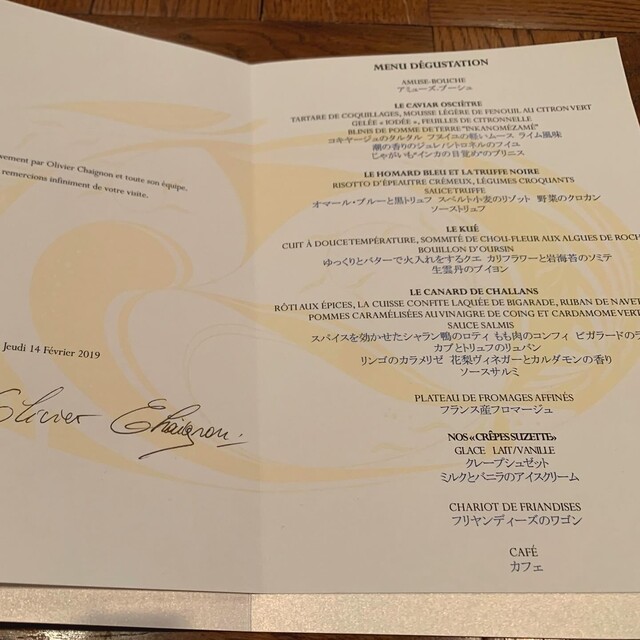 vement par Olivier Chaignon et toute son équipe,
remercions infiniment de votre visite.
Jeudi 14 Février 2019
Olivier Chaignon
MENU DÉGUSTATION
AMUSE-BOUCHE
アミューズ・ブーシュ
LE CAVIAR OSCIÈTRE
TARTARE DE COQUILLAGES, MOUSSE LÉGÈRE DE FENOUIL AU CITRON VERT
GELÉE « IODÉE », FEUILLES DE CITRONNELLE
BLINIS DE POMME DE TERRE "INKANOMÉZAMÉ"
コキヤージュのタルタル フヌイユの軽いムース ライム風味
潮の香りのジュレ シトロネルのフイユ
じゃがいも"インカの目覚め"のブリニス
LE HOMARD BLEU ET LA TRUFFE NOIRE
RISOTTO D'ÉPEAUTRE CRÉMEUX, LÉGUMES CROQUANTS
SAUCE TRUFFE
オマール・ブルーと黒トリュフ スペルト小麦のリゾット 野菜のクロカン
ソーストリュフ
LE KUÉ
CUIT À DOUCE TEMPÉRATURE, SOMMITÉ DE CHOU-FLEUR AUX ALGUES DE ROCH
BOUILLON D'OURSIN
ゆっくりとバターで火入れをするクエ カリフラワーと岩海苔のソミテ
生雲丹のブイヨン
LE CANARD DE CHALLANS
RÔTI AUX ÉPICES, LA CUISSE CONFITE LAQUÉE DE BIGARADE, RUBAN DE NAVET
POMMES CARAMÉLISÉES AU VINAIGRE DE COING ET CARDAMOME VERT
SAUCE SALMIS
スパイスを効かせたシャラン鴨のロティ もも肉のコンフィ ビガラードのラ
カブとトリュフのリュバン
リンゴのカラメリゼ 花梨ヴィネガーとカルダモンの香り
ソースサルミ
PLATEAU DE FROMAGES AFFINÉS
フランス産フロマージュ
NOS «CRÊPES SUZETTE»
GLACE LAIT/VANILLE
クレープシュゼット
ミルクとバニラのアイスクリーム
CHARIOT DE FRIANDISES
フリヤンディーズのワゴン
CAFÉ
カフェ